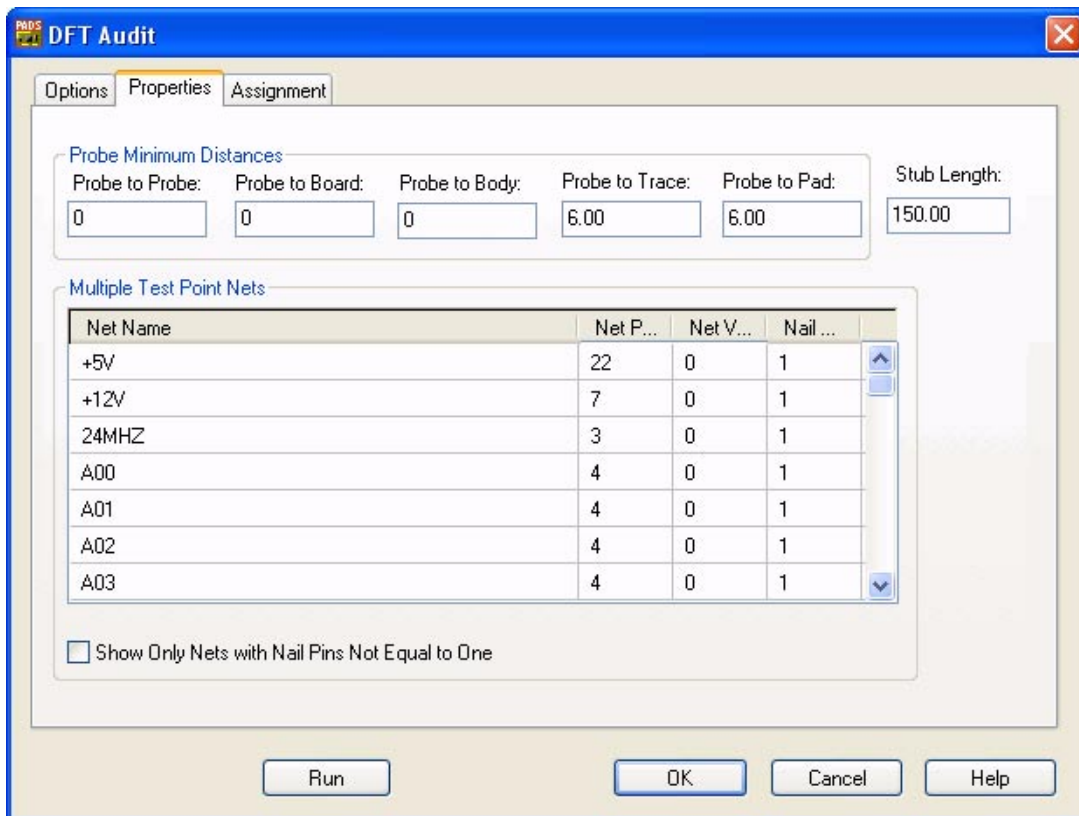 PADS
DFT Audit
Options Properties Assignment
Probe Minimum Distances
Probe to Probe: Probe to Board: Probe to Body: Probe to Trace: Probe to Pad: Stub Length:
0 0 0 6.00 6.00 150.00
Multiple Test Point Nets
Net Name Net P... Net V... Nail ...
+5V 22 0 1
+12V 7 0 1
24MHZ 3 0 1
A00 4 0 1
A01 4 0 1
A02 4 0 1
A03 4 0 1
Show Only Nets with Nail Pins Not Equal to One
Run OK Cancel Help